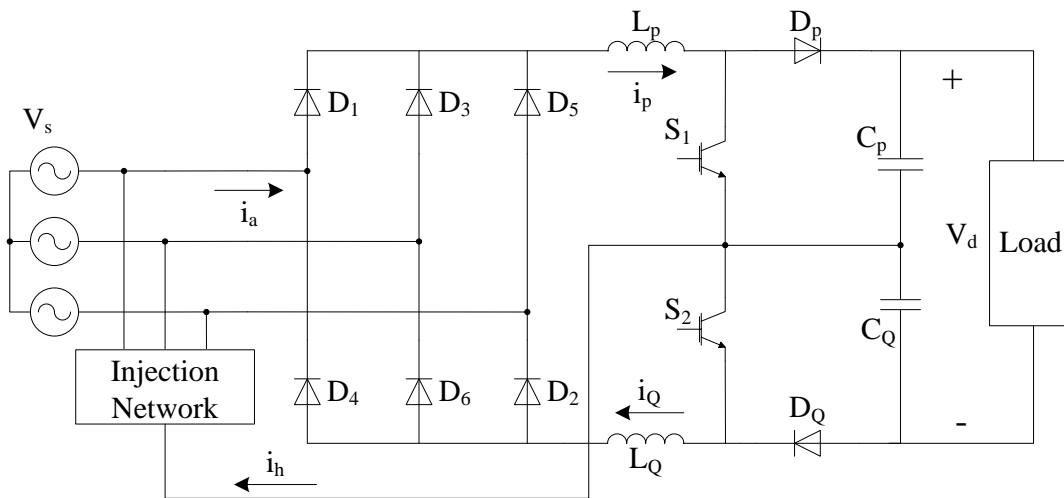 L_p
D_p
i_p
D_1
D_3
D_5
V_s
S_1
C_p
+
i_a
V_d
Load
S_2
C_Q
Injection
Network
D_4
D_6
D_2
i_Q
D_Q
-
L_Q
i_h